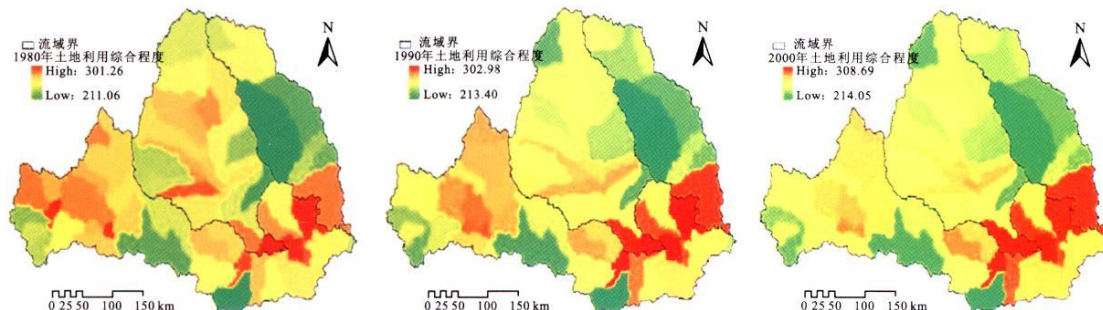 N
流域界
1980年土地利用综合程度
High：301.26
Low：211.06
0 25 50 100 150 km
N
流域界
1990年土地利用综合程度
High：302.98
Low：213.40
0 25 50 100 150 km
N
流域界
2000年土地利用综合程度
High：308.69
Low：214.05
0 25 50 100 150 km